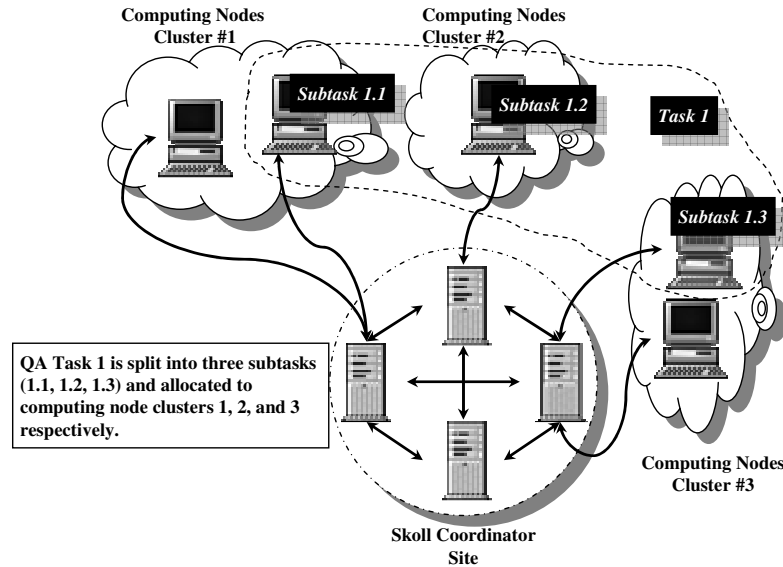 Computing Nodes
Cluster #1
Computing Nodes
Cluster #2
Subtask 1.1
Subtask 1.2
Task 1
Subtask 1.3
QA Task 1 is split into three subtasks
(1.1, 1.2, 1.3) and allocated to
computing node clusters 1, 2, and 3
respectively.
Computing Nodes
Cluster #3
Skoll Coordinator
Site